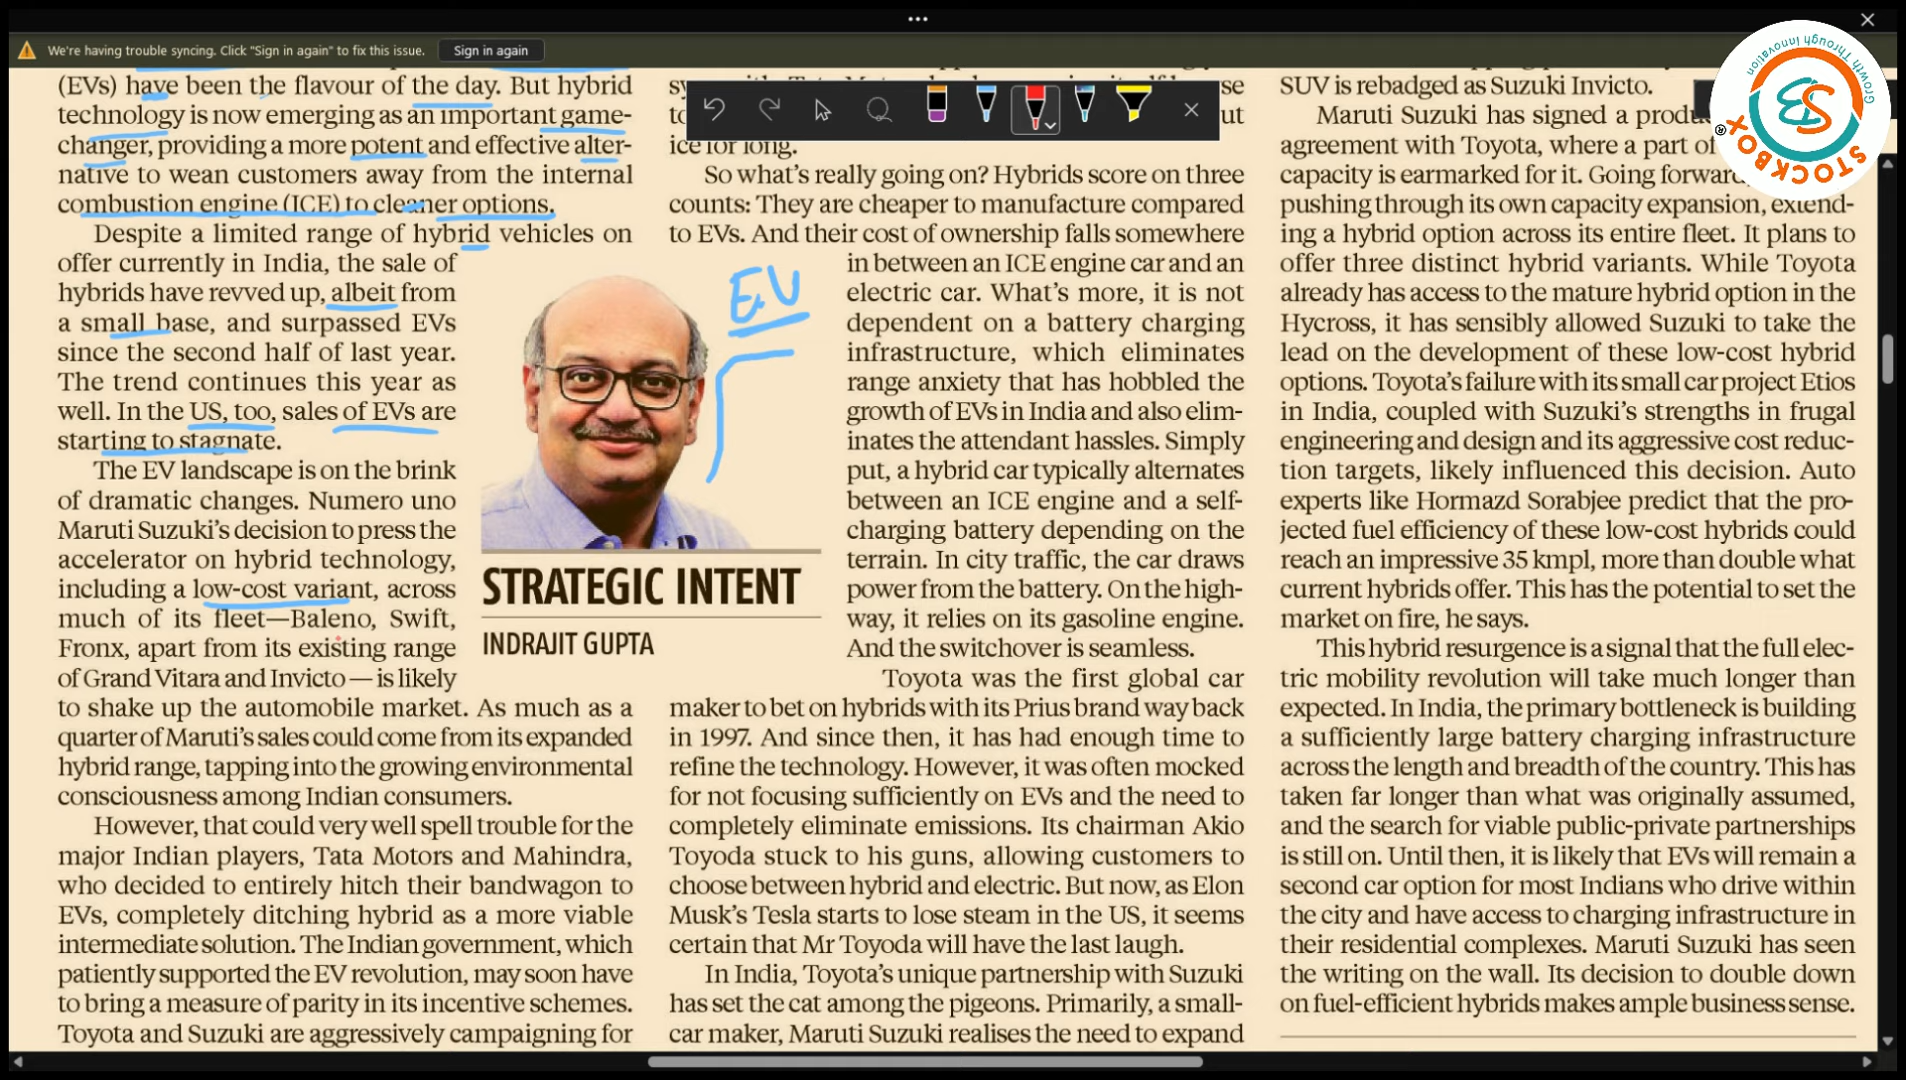 We're having trouble syncing. Click "Sign in again" to fix this issue.
Sign in again
Growth Through Innovation
STOCKBOX
®
(EVs) have been the flavour of the day. But hybrid
technology is now emerging as an important game-
changer, providing a more potent and effective alter-
native to wean customers away from the internal
combustion engine (ICE) to cleaner options.
Despite a limited range of hybrid vehicles on
offer currently in India, the sale of
hybrids have revved up, albeit from
a small base, and surpassed EVs
since the second half of last year.
The trend continues this year as
well. In the US, too, sales of EVs are
starting to stagnate.
The EV landscape is on the brink
of dramatic changes. Numero uno
Maruti Suzuki's decision to press the
accelerator on hybrid technology,
including a low-cost variant, across
much of its fleet—Baleno, Swift,
Fronx, apart from its existing range
of Grand Vitara and Invicto — is likely
to shake up the automobile market. As much as a
quarter of Maruti's sales could come from its expanded
hybrid range, tapping into the growing environmental
consciousness among Indian consumers.
However, that could very well spell trouble for the
major Indian players, Tata Motors and Mahindra,
who decided to entirely hitch their bandwagon to
EVs, completely ditching hybrid as a more viable
intermediate solution. The Indian government, which
patiently supported the EV revolution, may soon have
to bring a measure of parity in its incentive schemes.
Toyota and Suzuki are aggressively campaigning for
EV
STRATEGIC INTENT
INDRAJIT GUPTA
ice for long.
So what's really going on? Hybrids score on three
counts: They are cheaper to manufacture compared
to EVs. And their cost of ownership falls somewhere
in between an ICE engine car and an
electric car. What's more, it is not
dependent on a battery charging
infrastructure, which eliminates
range anxiety that has hobbled the
growth of EVs in India and also elim-
inates the attendant hassles. Simply
put, a hybrid car typically alternates
between an ICE engine and a self-
charging battery depending on the
terrain. In city traffic, the car draws
power from the battery. On the high-
way, it relies on its gasoline engine.
And the switchover is seamless.
Toyota was the first global car
maker to bet on hybrids with its Prius brand way back
in 1997. And since then, it has had enough time to
refine the technology. However, it was often mocked
for not focusing sufficiently on EVs and the need to
completely eliminate emissions. Its chairman Akio
Toyoda stuck to his guns, allowing customers to
choose between hybrid and electric. But now, as Elon
Musk's Tesla starts to lose steam in the US, it seems
certain that Mr Toyoda will have the last laugh.
In India, Toyota's unique partnership with Suzuki
has set the cat among the pigeons. Primarily, a small-
car maker, Maruti Suzuki realises the need to expand
SUV is rebadged as Suzuki Invicto.
Maruti Suzuki has signed a
agreement with Toyota, where a part of
capacity is earmarked for it. Going forward,
pushing through its own capacity expansion, extend-
ing a hybrid option across its entire fleet. It plans to
offer three distinct hybrid variants. While Toyota
already has access to the mature hybrid option in the
Hycross, it has sensibly allowed Suzuki to take the
lead on the development of these low-cost hybrid
options. Toyota's failure with its small car project Etios
in India, coupled with Suzuki's strengths in frugal
engineering and design and its aggressive cost reduc-
tion targets, likely influenced this decision. Auto
experts like Hormazd Sorabjee predict that the pro-
jected fuel efficiency of these low-cost hybrids could
reach an impressive 35 kmpl, more than double what
current hybrids offer. This has the potential to set the
market on fire, he says.
This hybrid resurgence is a signal that the full elec-
tric mobility revolution will take much longer than
expected. In India, the primary bottleneck is building
a sufficiently large battery charging infrastructure
across the length and breadth of the country. This has
taken far longer than what was originally assumed,
and the search for viable public-private partnerships
is still on. Until then, it is likely that EVs will remain a
second car option for most Indians who drive within
the city and have access to charging infrastructure in
their residential complexes. Maruti Suzuki has seen
the writing on the wall. Its decision to double down
on fuel-efficient hybrids makes ample business sense.